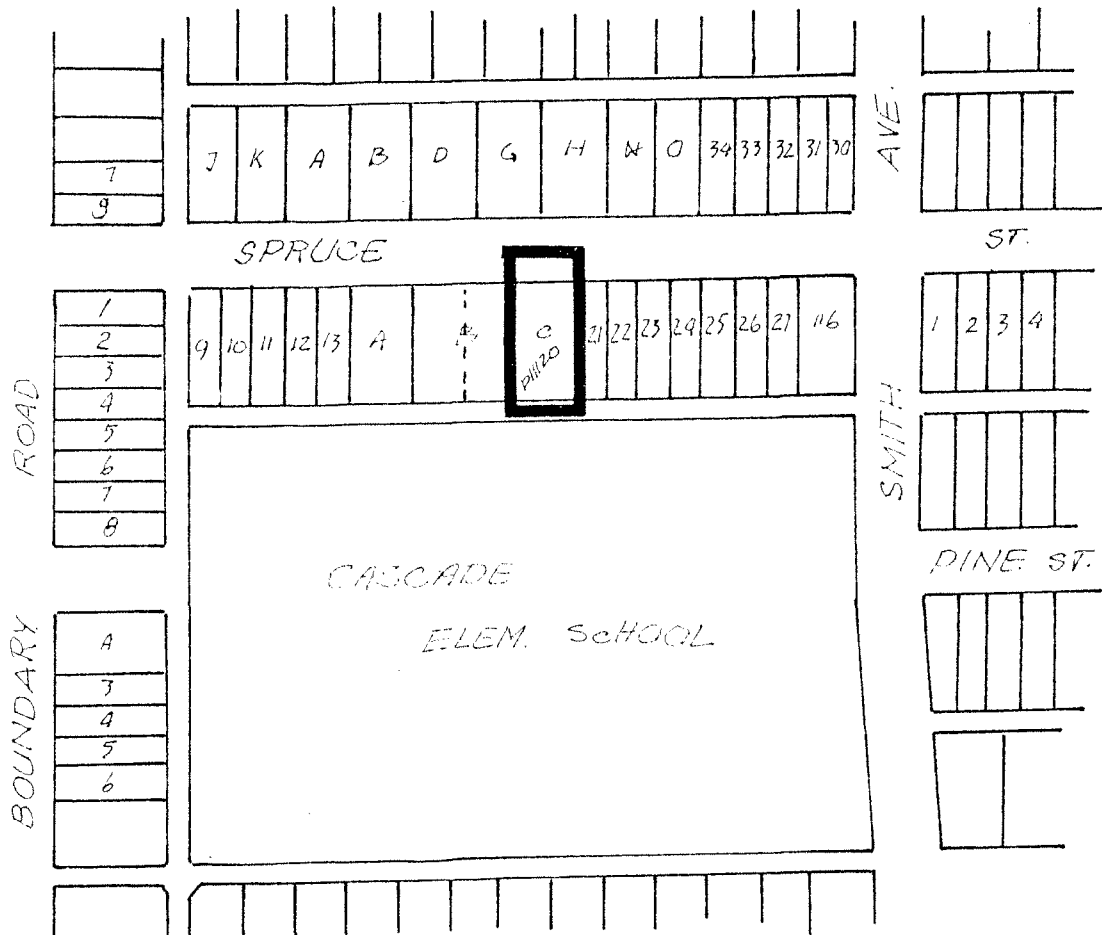 AVE.
J K A B D G H N O 34 33 32 31 30
7
9
SPRUCE ST.
1
2
3
4
5
6
7
8
9 10 11 12 13 A C 21 22 23 24 25 26 27 116
P11120
1 2 3 4
ROAD
SMITH
PINE ST.
CASCADE
ELEM. SCHOOL
BOUNDARY
A
3
4
5
6